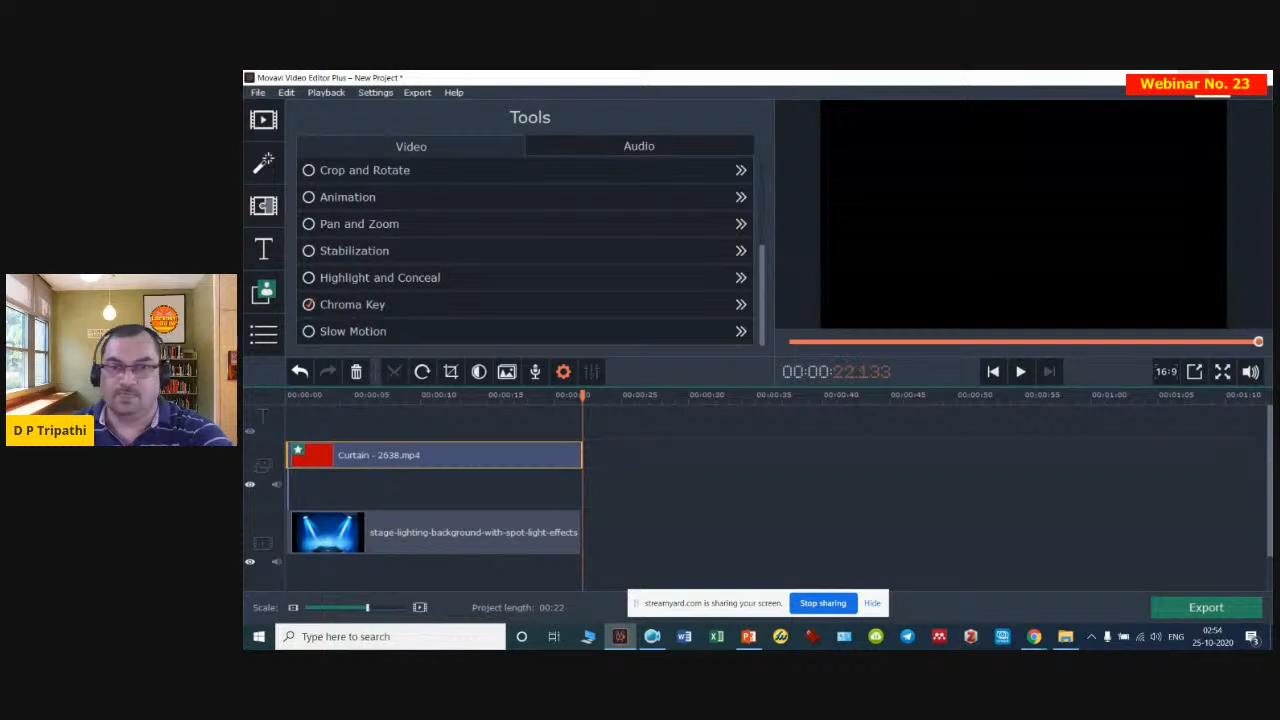 Movavi Video Editor Plus – New Project *
Webinar No. 23
File Edit Playback Settings Export Help
Tools
Video Audio
Crop and Rotate
Animation
Pan and Zoom
Stabilization
Highlight and Conceal
Chroma Key
Slow Motion
00:00:22.133
16:9
00:00:00 00:00:05 00:00:10 00:00:15 00:00:20 00:00:25 00:00:30 00:00:35 00:00:40 00:00:45 00:00:50 00:00:55 00:01:00 00:01:05 00:01:10
D P Tripathi
Curtain - 2638.mp4
stage-lighting-background-with-spot-light-effects
Scale:
Project length: 00:22
streamyard.com is sharing your screen. Stop sharing Hide
Export
Type here to search
ENG
02:54
25-10-2020